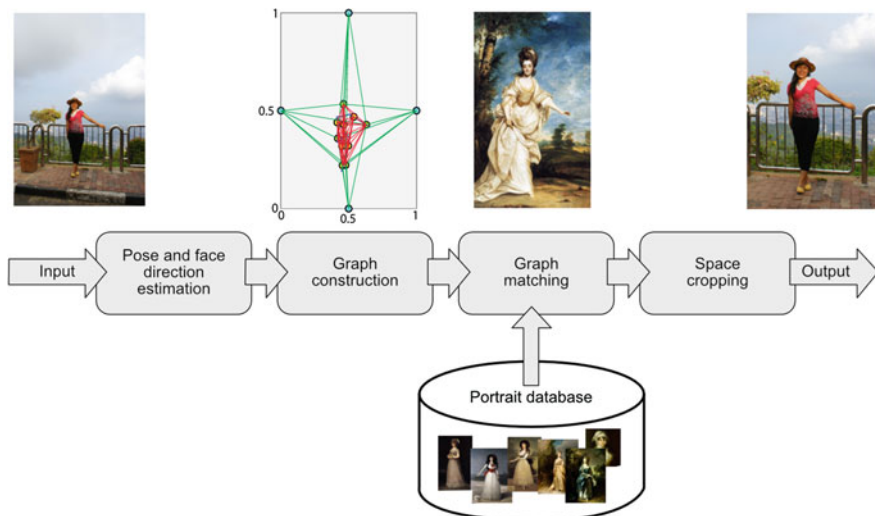 1
0.5
0
0
0.5
1
Input
Pose and face
direction
estimation
Graph
construction
Graph
matching
Space
cropping
Output
Portrait database